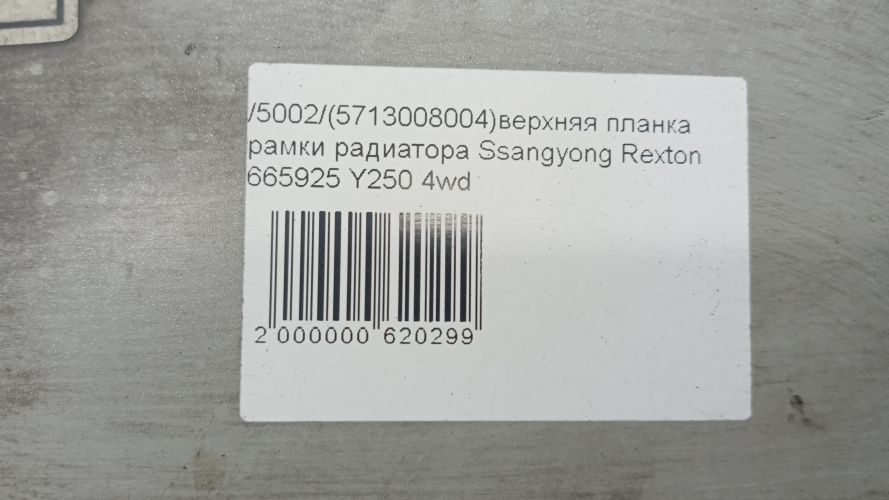 /5002/(5713008004)верхняя планка
рамки радиатора Ssangyong Rexton
665925 Y250 4wd
2 000000 620299